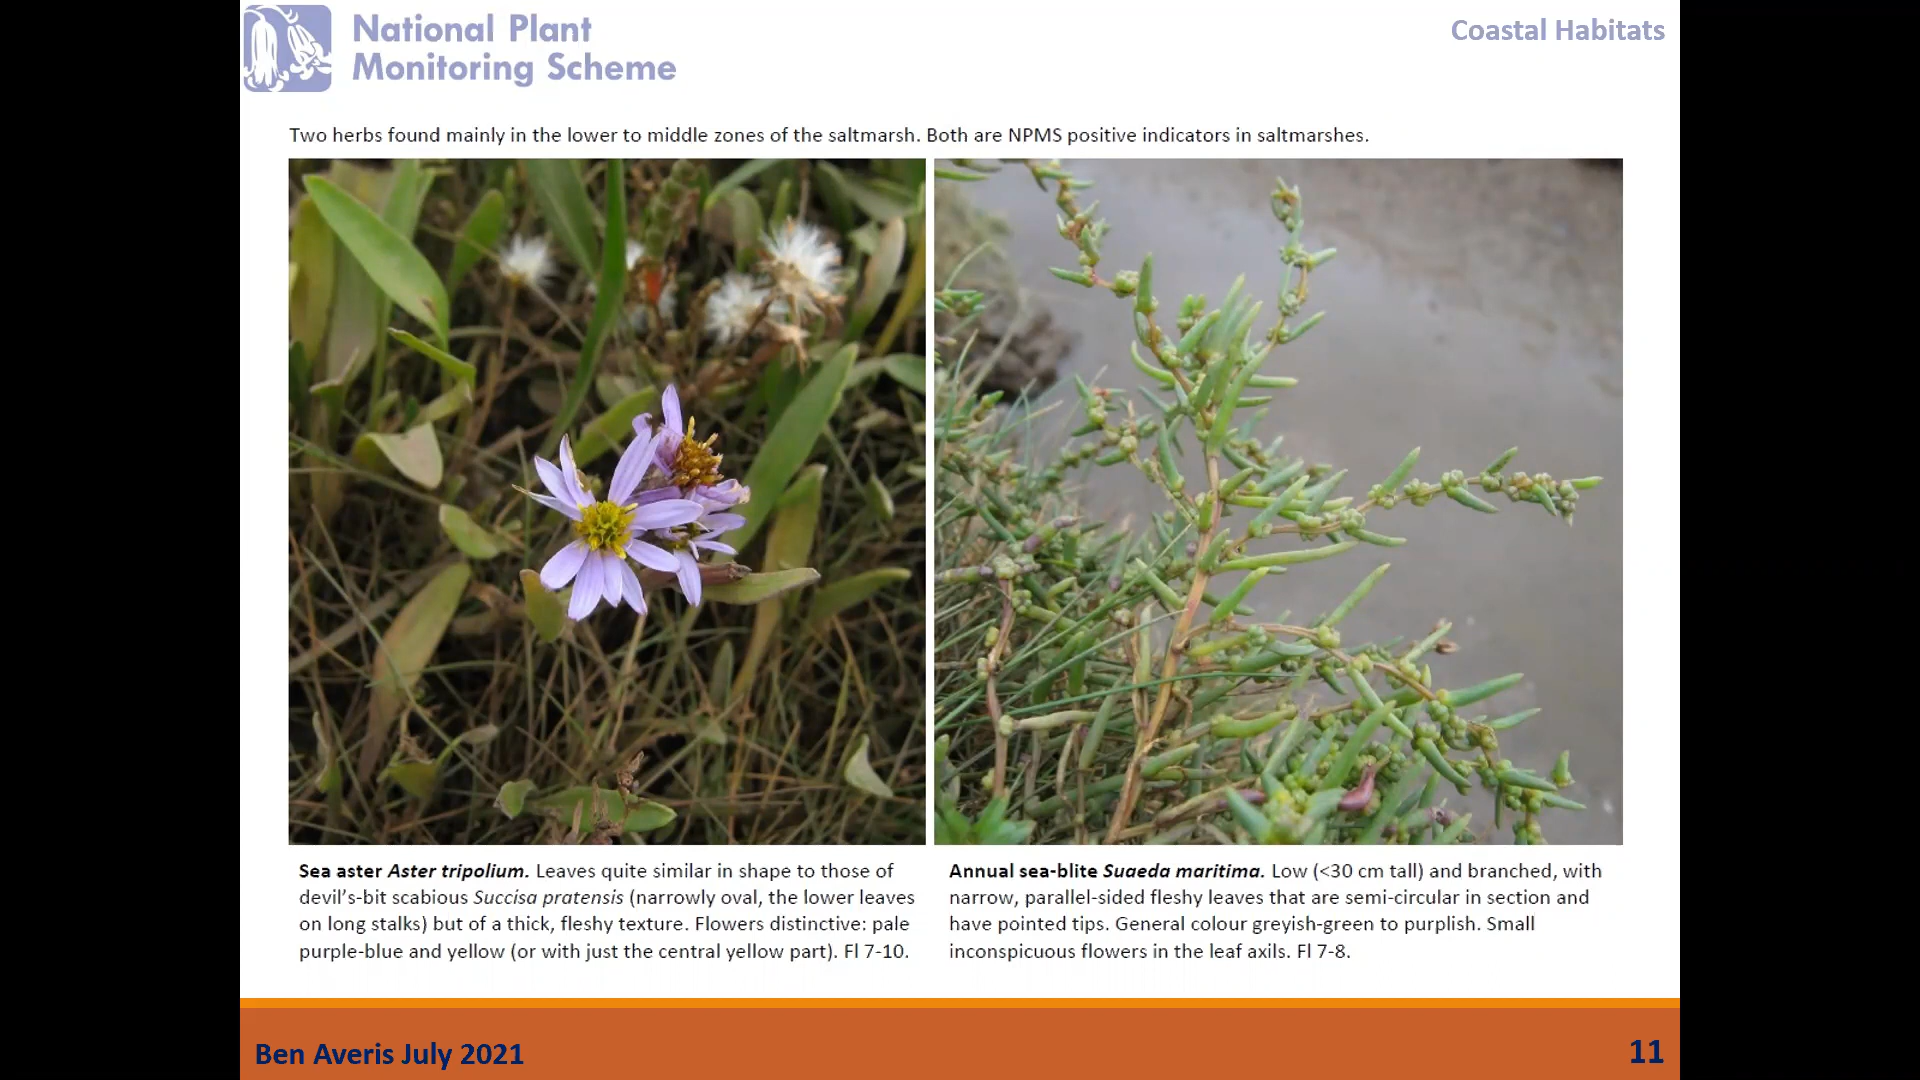 National Plant
Monitoring Scheme
Coastal Habitats
Two herbs found mainly in the lower to middle zones of the saltmarsh. Both are NPMS positive indicators in saltmarshes.
Sea aster Aster tripolium. Leaves quite similar in shape to those of
devil's-bit scabious Succisa pratensis (narrowly oval, the lower leaves
on long stalks) but of a thick, fleshy texture. Flowers distinctive: pale
purple-blue and yellow (or with just the central yellow part). Fl 7-10.
Annual sea-blite Suaeda maritima. Low (<30 cm tall) and branched, with
narrow, parallel-sided fleshy leaves that are semi-circular in section and
have pointed tips. General colour greyish-green to purplish. Small
inconspicuous flowers in the leaf axils. Fl 7-8.
Ben Averis July 2021
11